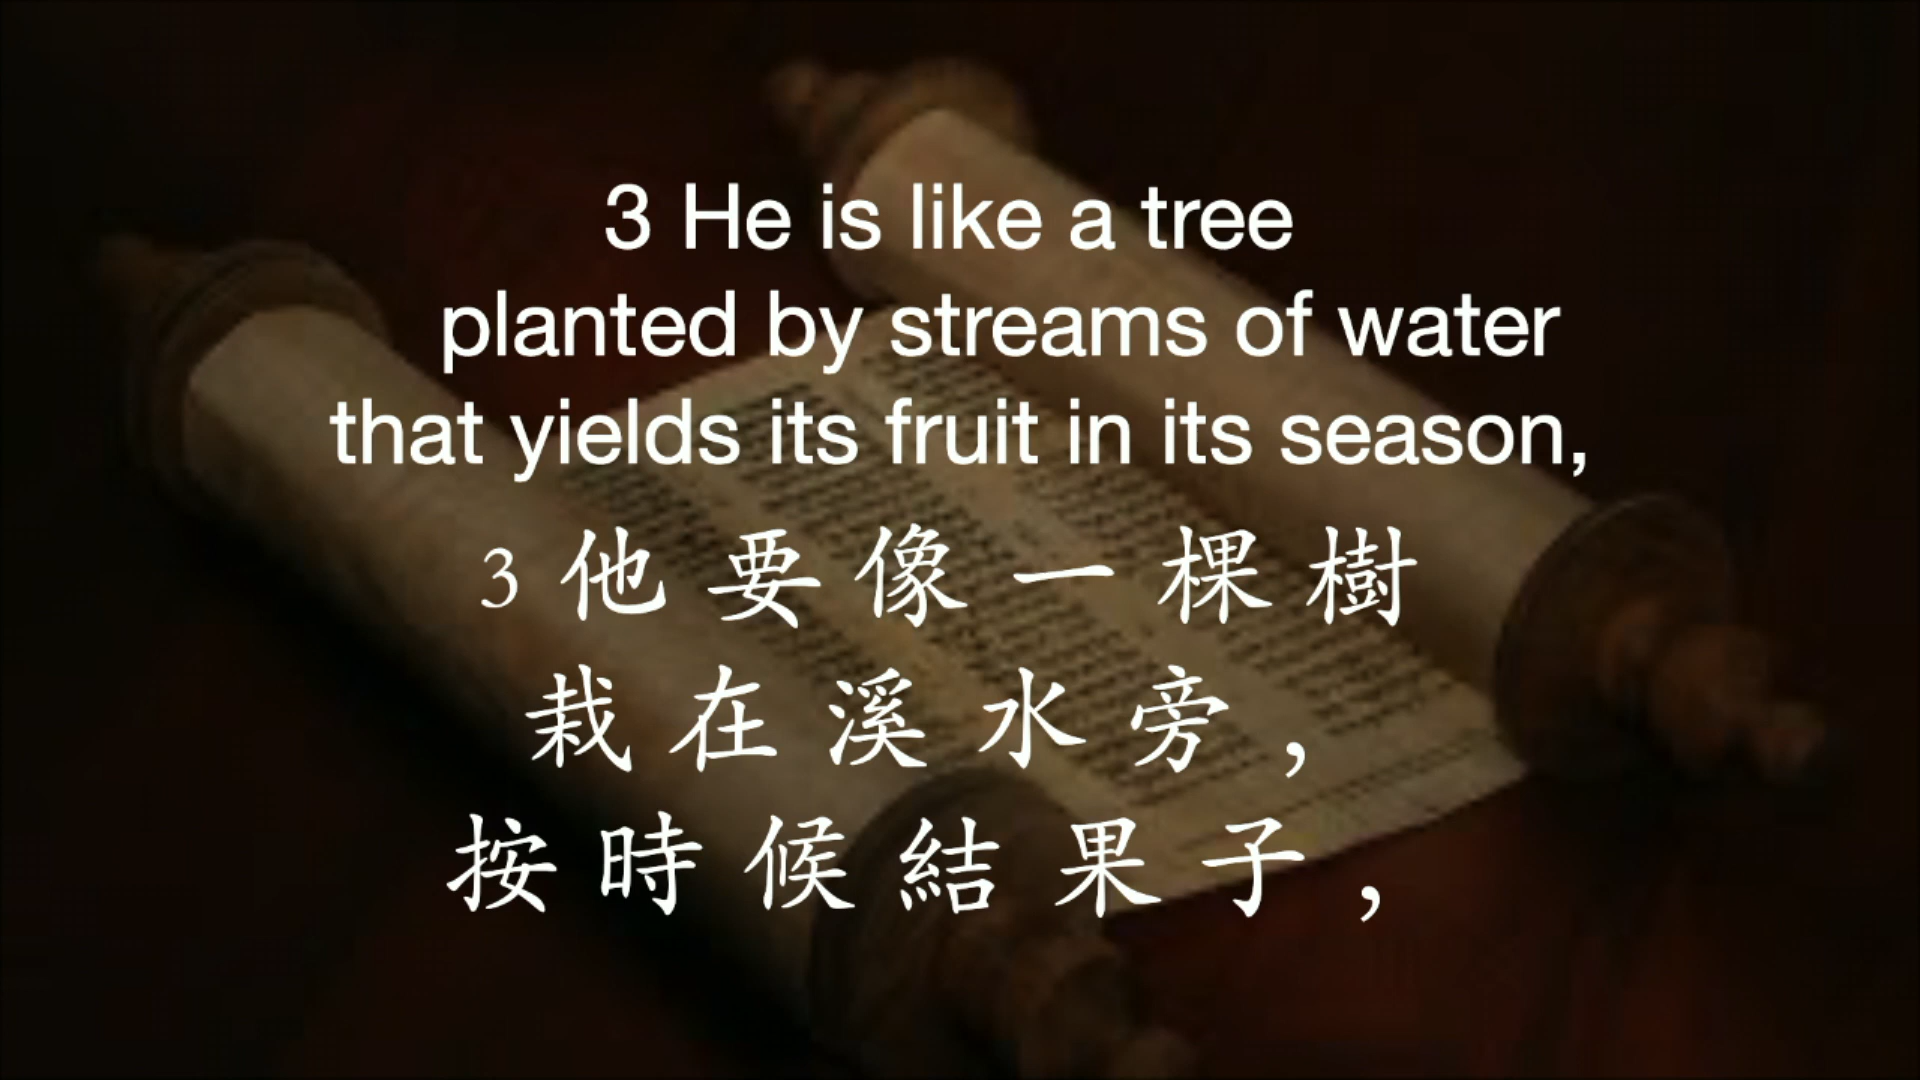 3 He is like a tree
planted by streams of water
that yields its fruit in its season,
3 他 要 像 一 棵 樹
栽 在 溪 水 旁 ，
按 時 候 結 果 子 ，